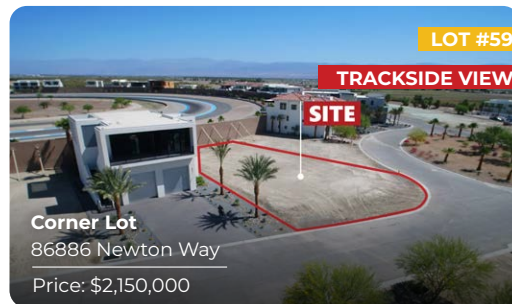 LOT #59
TRACKSIDE VIEW
SITE
Corner Lot
86886 Newton Way
Price: $2,150,000